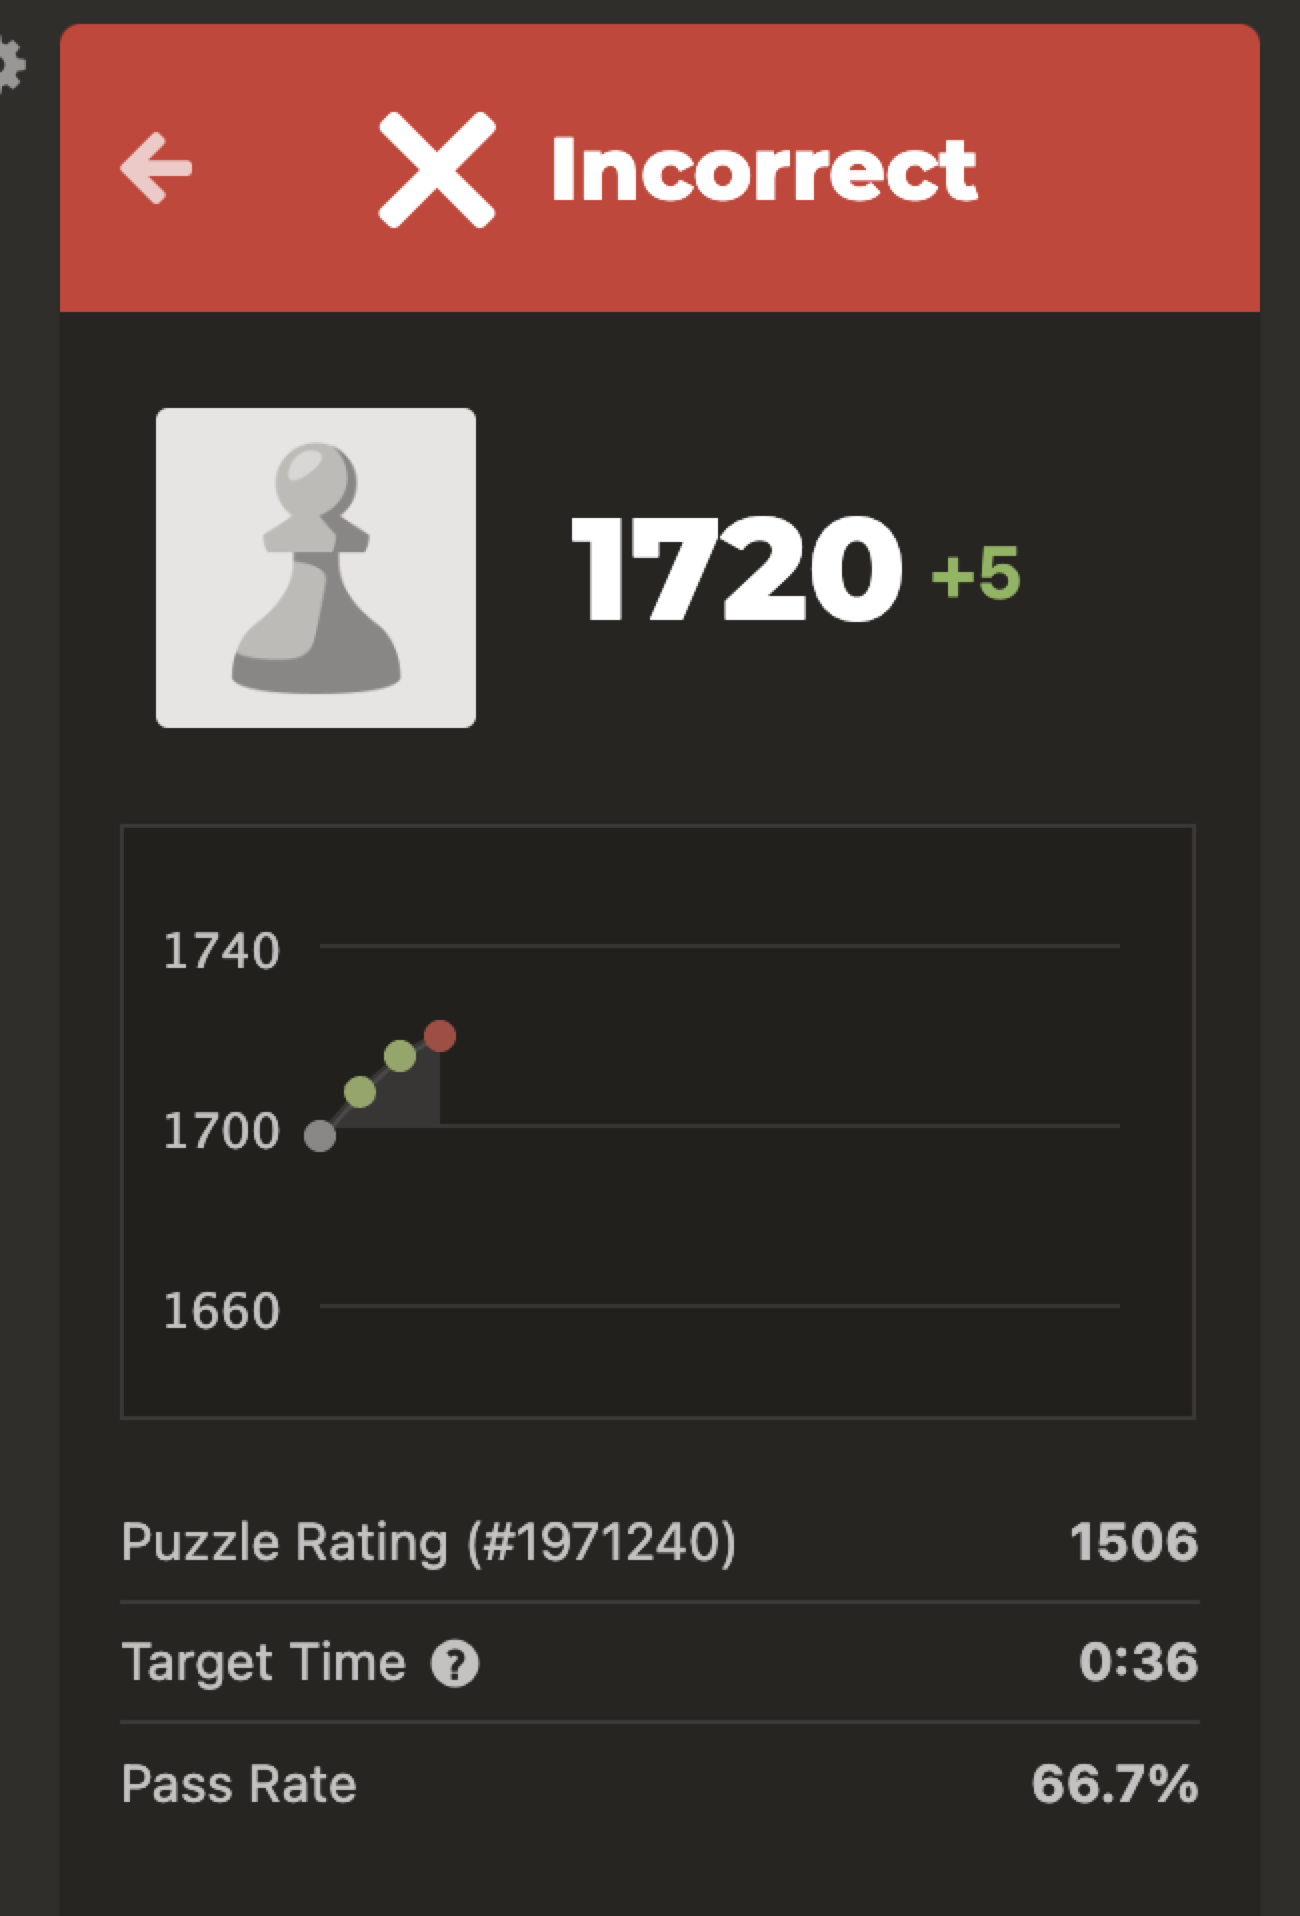 Incorrect
1720 +5
1740
1700
1660
Puzzle Rating (#1971240) 1506
Target Time ? 0:36
Pass Rate 66.7%